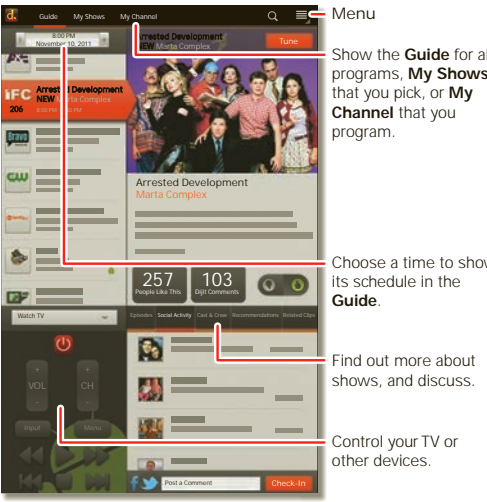 d.
Guide My Shows My Channel
8:00 PM
November 10, 2011
A&E
IFC
206
Arrested Development
NEW Marta Complex
Bravo
CW
Watch TV
VOL
CH
+
+
-
-
Input
Menu
Arrested Development
NEW Marta Complex
Tune
Arrested Development
Marta Complex
257
People Like This
103
Dijit Comments
Episodes Social Activity Cast & Crew Recommendations Related Clips
Post a Comment
Check-In
Menu
Show the Guide for al
programs, My Shows
that you pick, or My
Channel that you
program.
Choose a time to show
its schedule in the
Guide.
Find out more about
shows, and discuss.
Control your TV or
other devices.